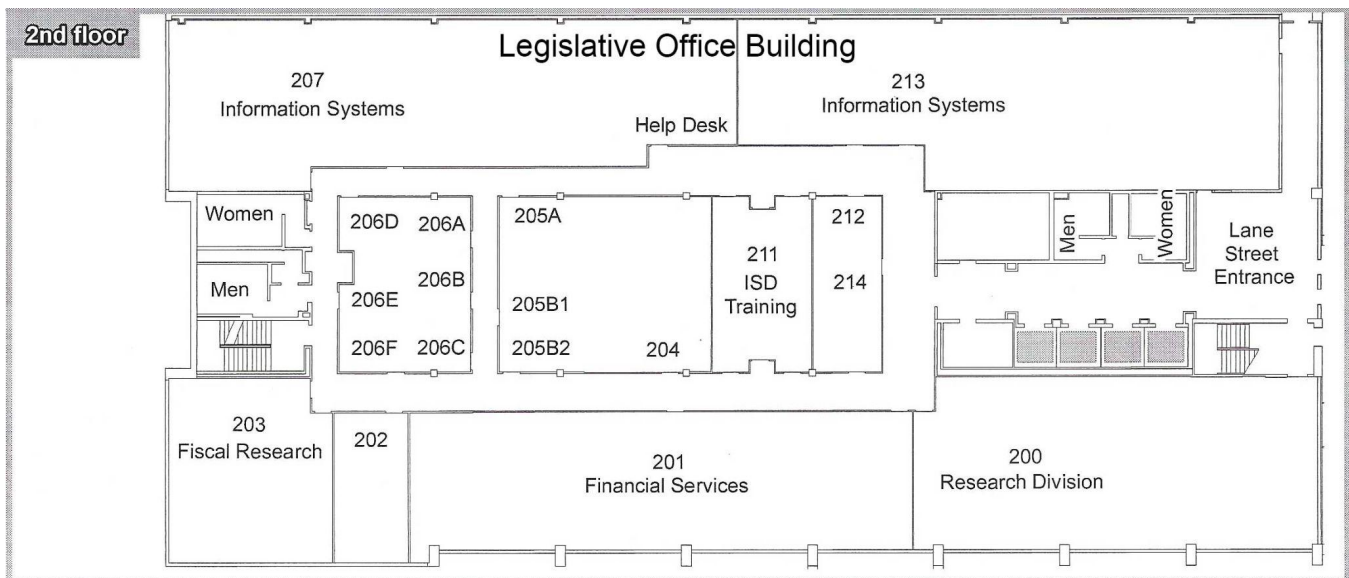 2nd floor
Legislative Office Building
207
Information Systems
213
Information Systems
Help Desk
Women
Men
206D
206A
206B
206E
206F
206C
205A
205B1
205B2
204
211
ISD
Training
212
214
Men
Women
Lane
Street
Entrance
203
Fiscal Research
202
201
Financial Services
200
Research Division